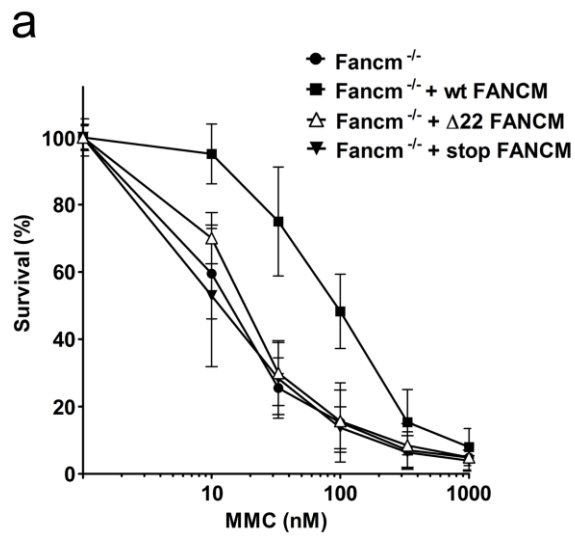 a
Fancm -/-
Fancm -/- + wt FANCM
Fancm -/- + Δ22 FANCM
Fancm -/- + stop FANCM
100
80
60
40
20
0
Survival (%)
10
100
1000
MMC (nM)